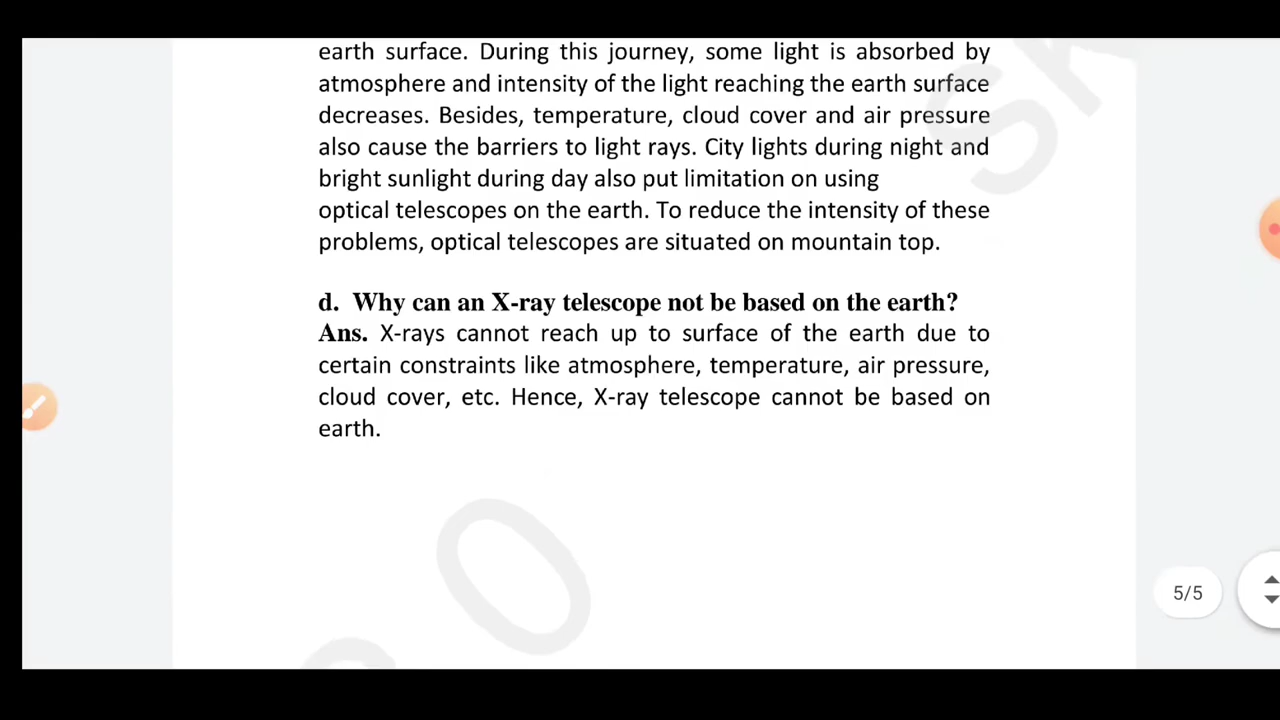 earth surface. During this journey, some light is absorbed by
atmosphere and intensity of the light reaching the earth surface
decreases. Besides, temperature, cloud cover and air pressure
also cause the barriers to light rays. City lights during night and
bright sunlight during day also put limitation on using
optical telescopes on the earth. To reduce the intensity of these
problems, optical telescopes are situated on mountain top.
d. Why can an X-ray telescope not be based on the earth?
Ans. X-rays cannot reach up to surface of the earth due to
certain constraints like atmosphere, temperature, air pressure,
cloud cover, etc. Hence, X-ray telescope cannot be based on
earth.
5/5